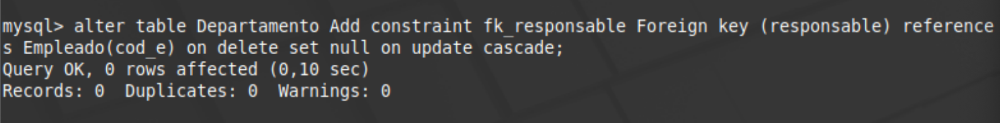 mysql> alter table Departamento Add constraint fk_responsable Foreign key (responsable) reference
s Empleado(cod_e) on delete set null on update cascade;
Query OK, 0 rows affected (0,10 sec)
Records: 0  Duplicates: 0  Warnings: 0